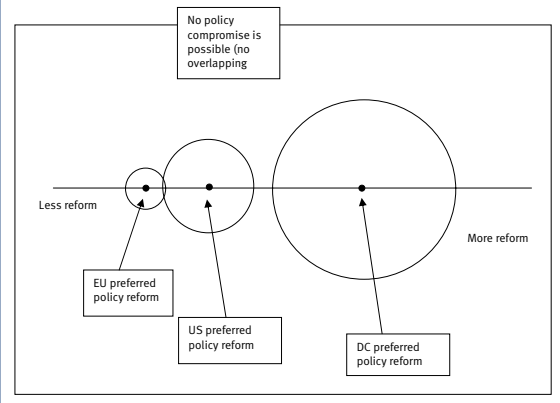 No policy
compromise is
possible (no
overlapping
Less reform
More reform
EU preferred
policy reform
US preferred
policy reform
DC preferred
policy reform